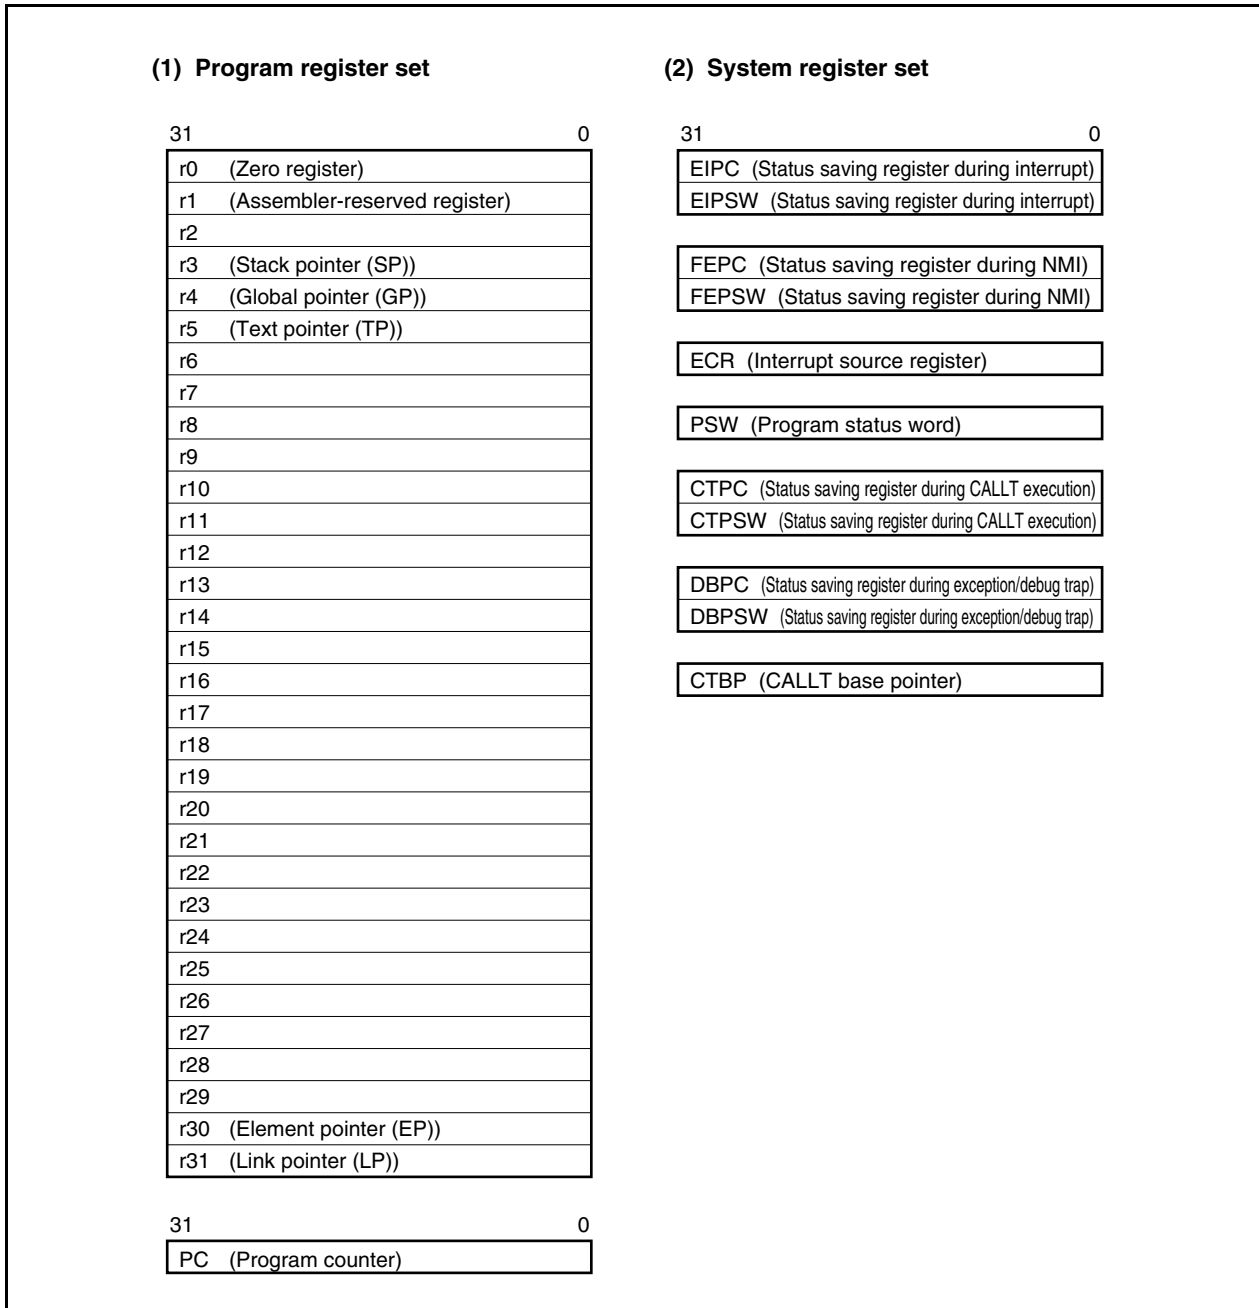 (1) Program register set
31 0
r0 (Zero register)
r1 (Assembler-reserved register)
r2
r3 (Stack pointer (SP))
r4 (Global pointer (GP))
r5 (Text pointer (TP))
r6
r7
r8
r9
r10
r11
r12
r13
r14
r15
r16
r17
r18
r19
r20
r21
r22
r23
r24
r25
r26
r27
r28
r29
r30 (Element pointer (EP))
r31 (Link pointer (LP))
31 0
PC (Program counter)
(2) System register set
31 0
EIPC (Status saving register during interrupt)
EIPSW (Status saving register during interrupt)
FEPC (Status saving register during NMI)
FEPSW (Status saving register during NMI)
ECR (Interrupt source register)
PSW (Program status word)
CTPC (Status saving register during CALLT execution)
CTPSW (Status saving register during CALLT execution)
DBPC (Status saving register during exception/debug trap)
DBPSW (Status saving register during exception/debug trap)
CTBP (CALLT base pointer)